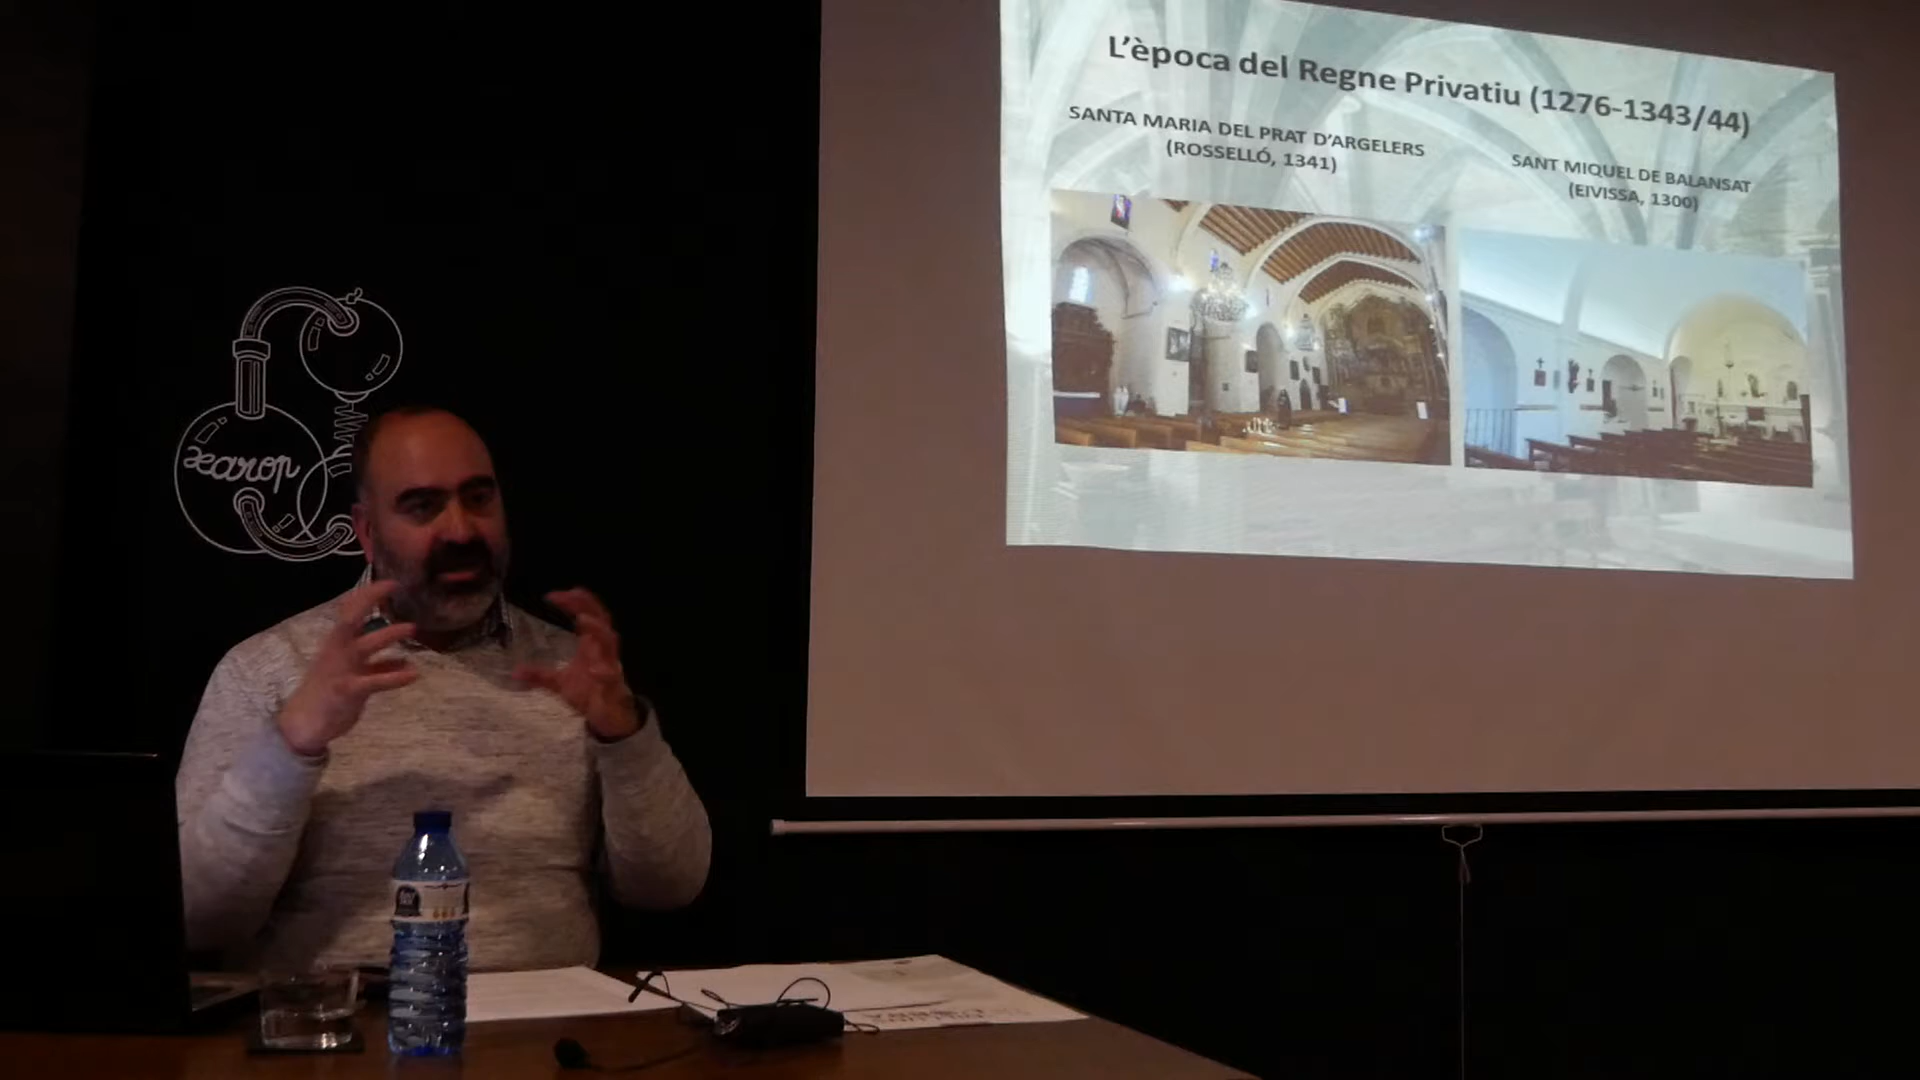 L'època del Regne Privatiu (1276-1343/44)
SANTA MARIA DEL PRAT D'ARGELERS
(ROSSELLÓ, 1341)
SANT MIQUEL DE BALANSAT
(EIVISSA, 1300)
xarop